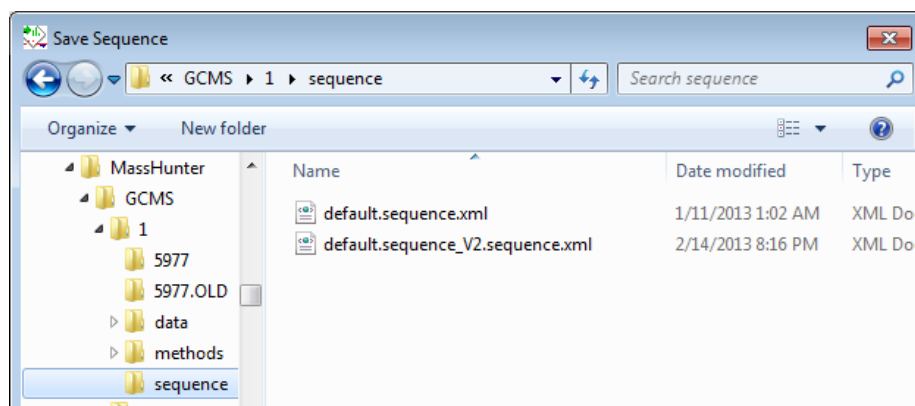 Save Sequence
« GCMS 1 sequence
Search sequence
Organize New folder
MassHunter
GCMS
1
5977
5977.OLD
data
methods
sequence
Name Date modified Type
default.sequence.xml 1/11/2013 1:02 AM XML Do
default.sequence_V2.sequence.xml 2/14/2013 8:16 PM XML Do